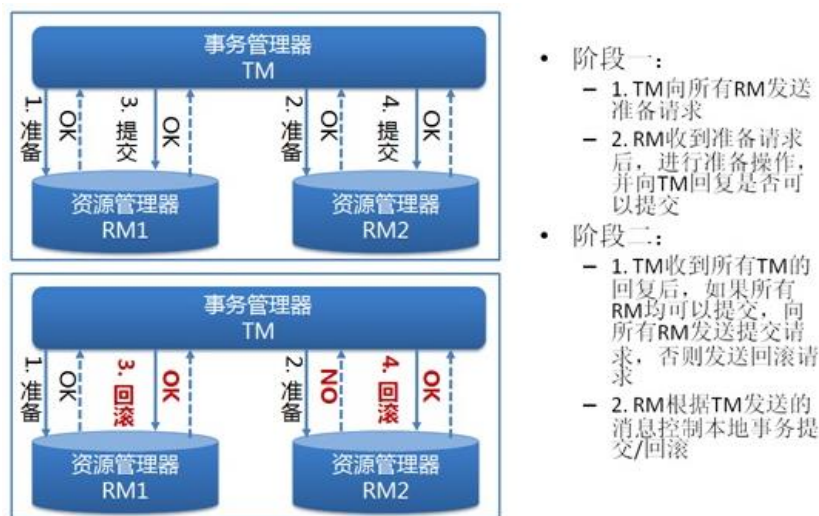 事务管理器
TM
1. 准备
OK
3. 提交
OK
2. 准备
OK
4. 提交
OK
资源管理器
RM1
资源管理器
RM2
事务管理器
TM
1. 准备
OK
3. 回滚
OK
2. 准备
NO
4. 回滚
OK
资源管理器
RM1
资源管理器
RM2
• 阶段一：
– 1. TM向所有RM发送
准备请求
– 2. RM收到准备请求
后，进行准备操作，
并向TM回复是否可
以提交
• 阶段二：
– 1. TM收到所有TM的
回复后，如果所有
RM均可以提交，向
所有RM发送提交请
求，否则发送回滚请
求
– 2. RM根据TM发送的
消息控制本地事务提
交/回滚